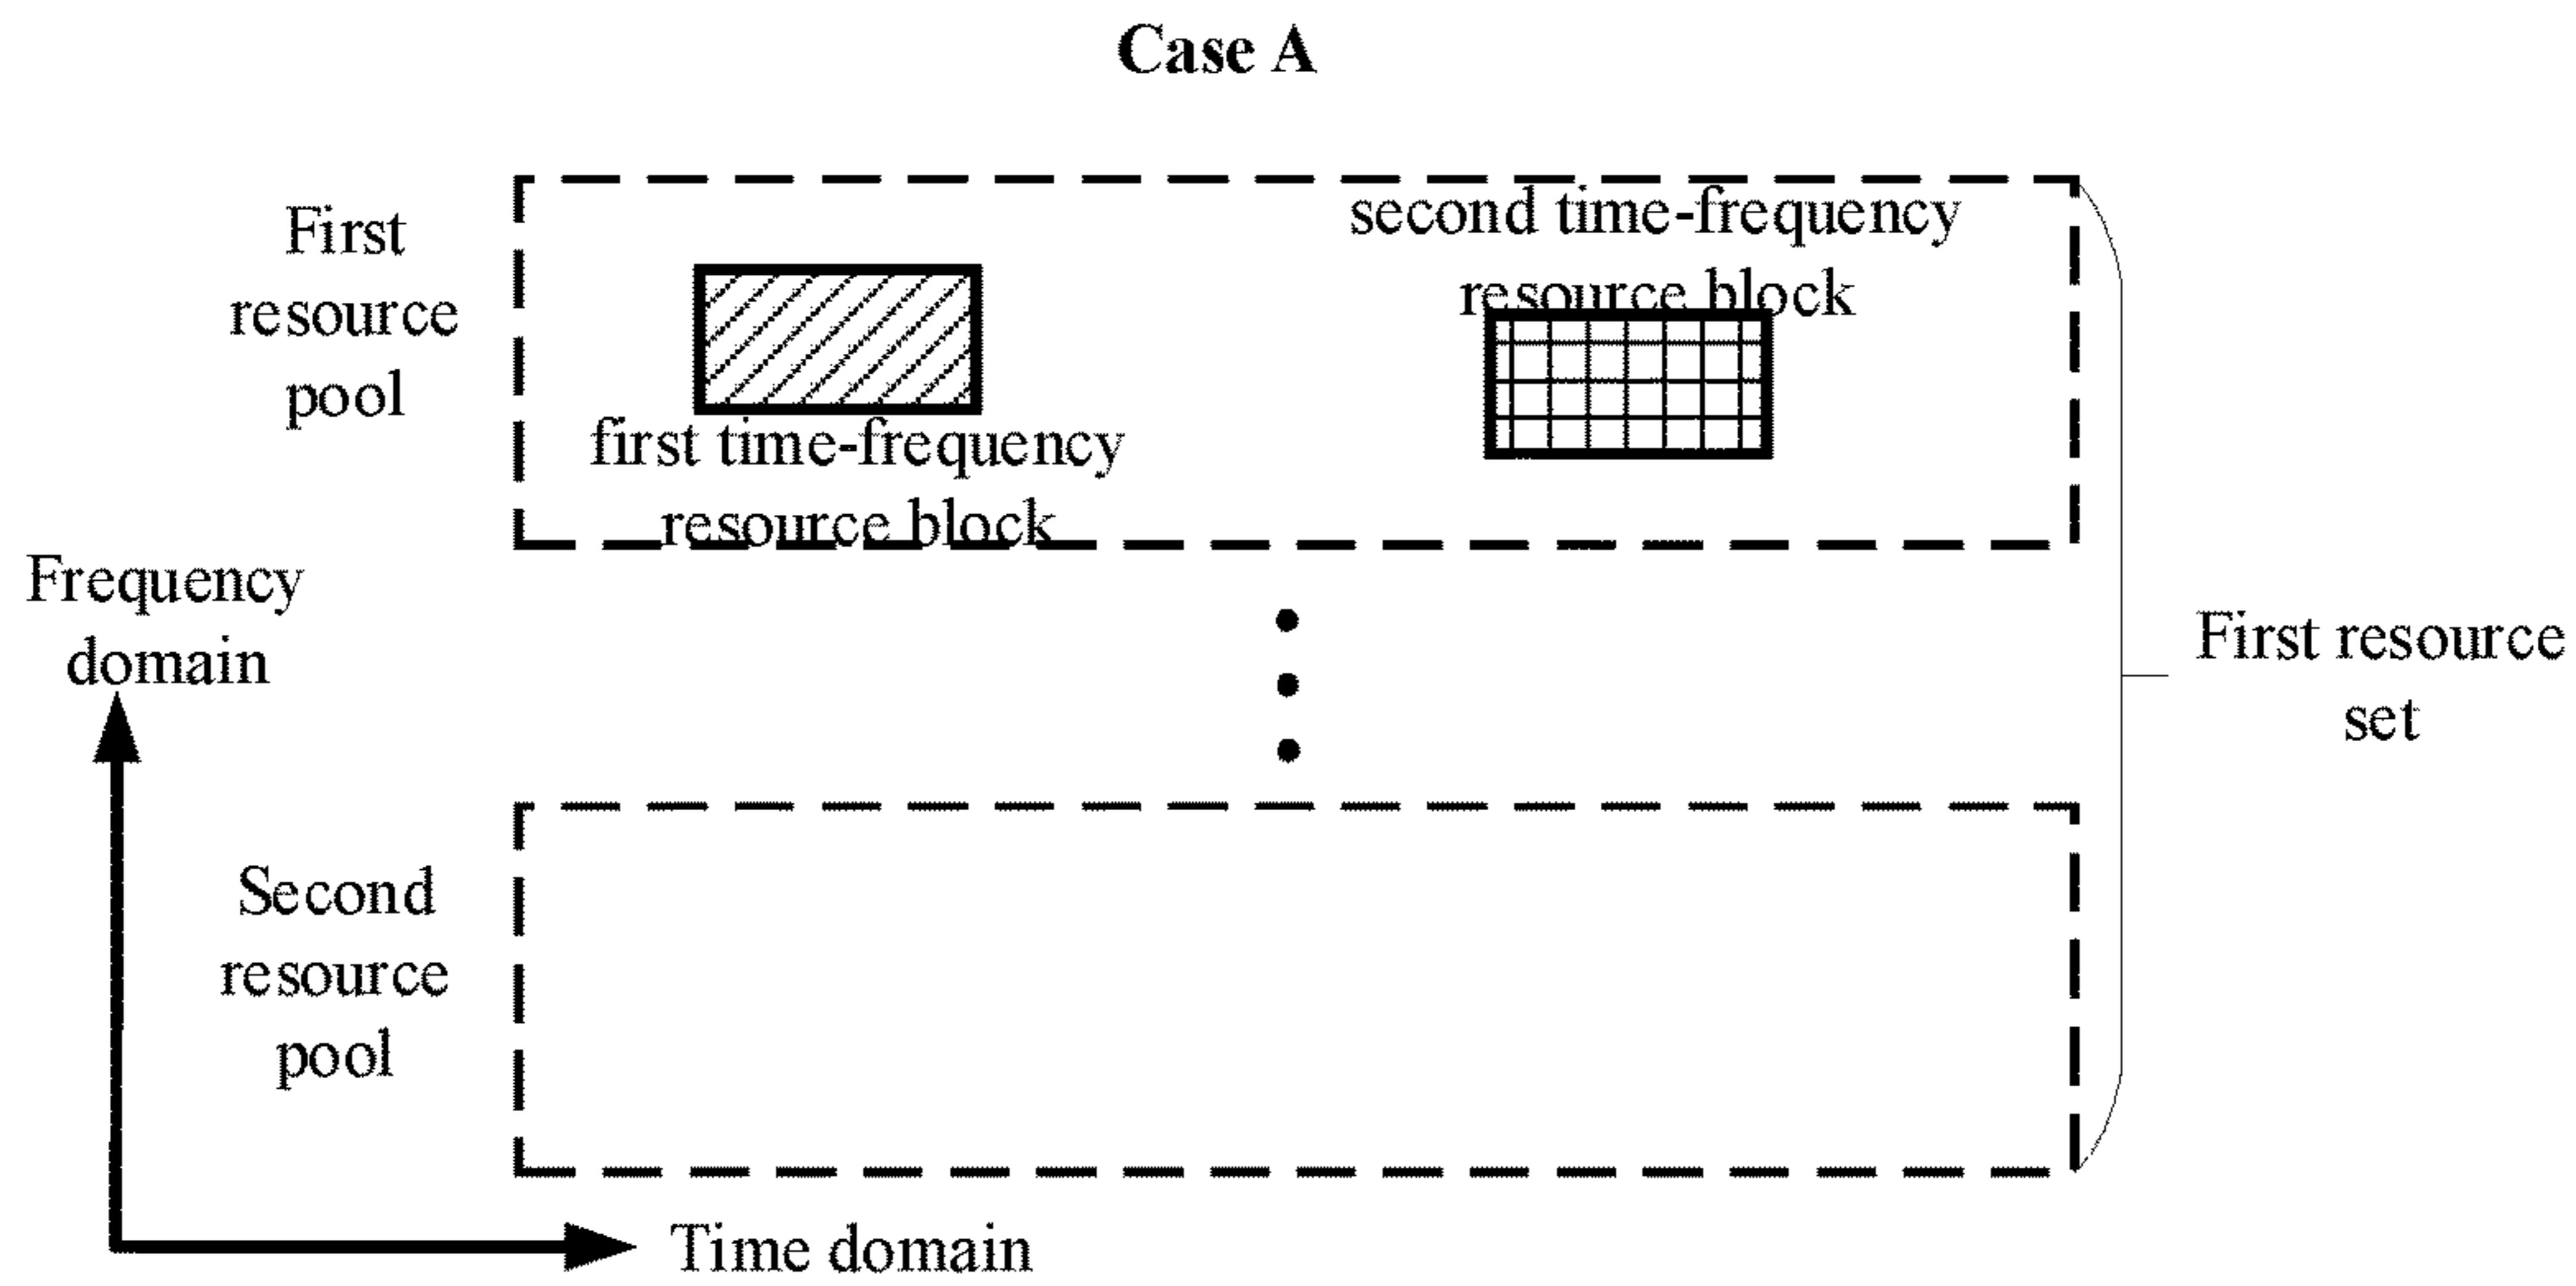 Case A
First
resource
pool
second time-frequency
resource block
first time-frequency
resource block
Frequency
domain
First resource
set
Second
resource
pool
Time domain